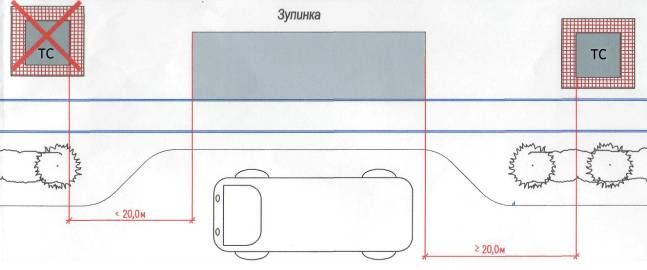 Зупинка
ТС
ТС
< 20,0м
≥ 20,0м